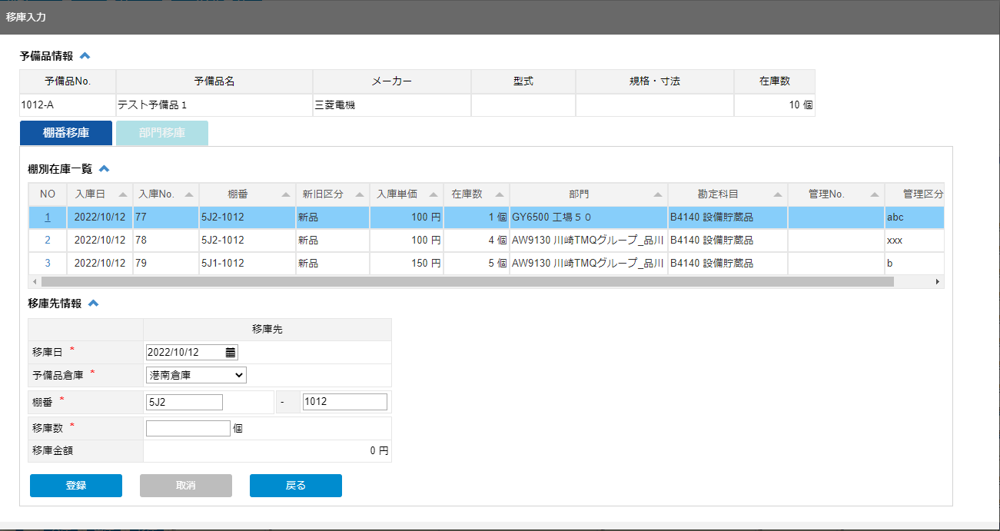 移庫入力
予備品情報
予備品No. 予備品名 メーカー 型式 規格・寸法 在庫数
1012-A テスト予備品１ 三菱電機 10 個
棚番移庫 部門移庫
棚別在庫一覧
NO 入庫日 入庫No. 棚番 新旧区分 入庫単価 在庫数 部門 勘定科目 管理No. 管理区分
1 2022/10/12 77 5J2-1012 新品 100 円 1 個 GY6500 工場５０ B4140 設備貯蔵品 abc
2 2022/10/12 78 5J2-1012 新品 100 円 4 個 AW9130 川崎TMQグループ_品川 B4140 設備貯蔵品 xxx
3 2022/10/12 79 5J1-1012 新品 150 円 5 個 AW9130 川崎TMQグループ_品川 B4140 設備貯蔵品 b
移庫先情報
移庫先
移庫日 * 2022/10/12
予備品倉庫 * 港南倉庫
棚番 * 5J2 - 1012
移庫数 * 個
移庫金額 0 円
登録 取消 戻る